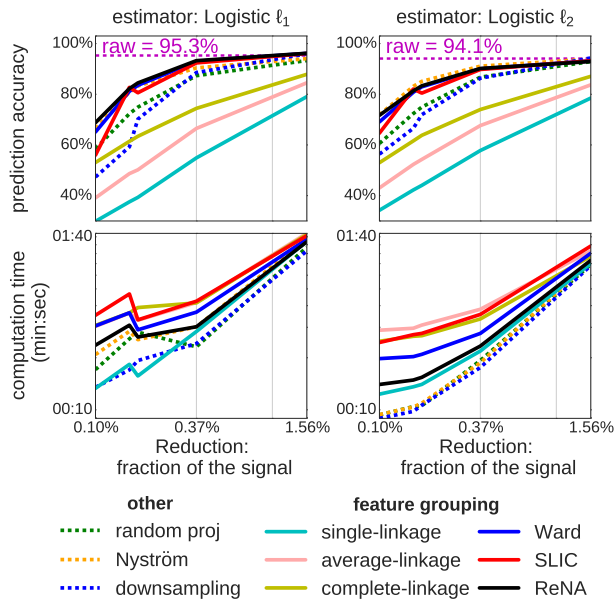 estimator: Logistic ℓ1
estimator: Logistic ℓ2
prediction accuracy
100%
80%
60%
40%
raw = 95.3%
100%
80%
60%
40%
raw = 94.1%
computation time
(min:sec)
01:40
00:10
01:40
00:10
0.10%
0.37%
1.56%
0.10%
0.37%
1.56%
Reduction:
fraction of the signal
Reduction:
fraction of the signal
other
random proj
Nyström
downsampling
feature grouping
single-linkage
average-linkage
complete-linkage
Ward
SLIC
ReNA